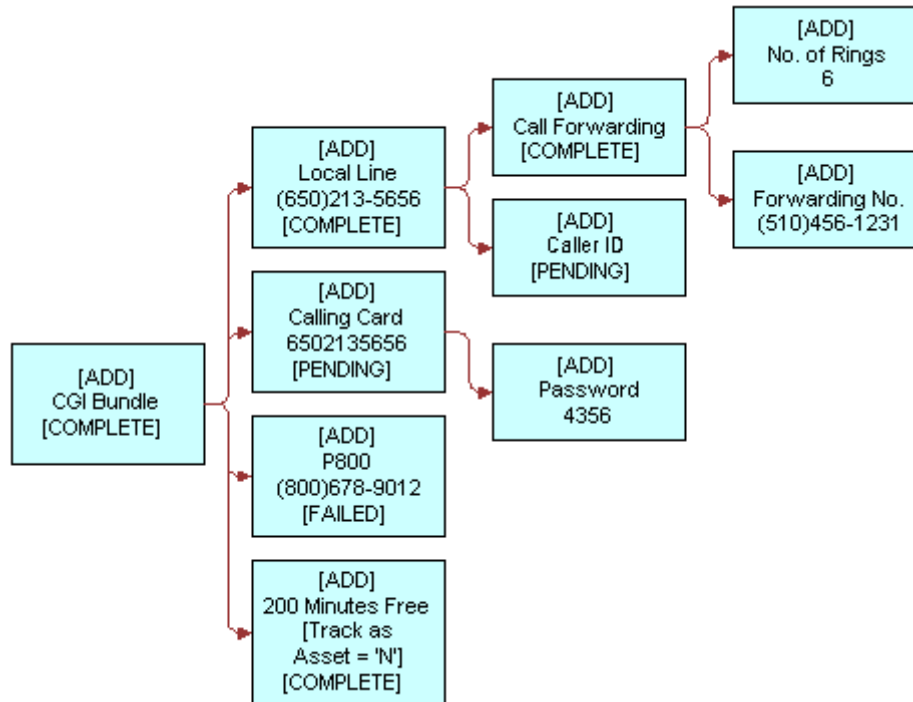 [ADD]
CGI Bundle
[COMPLETE]
[ADD]
Local Line
(650)213-5656
[COMPLETE]
[ADD]
Calling Card
6502135656
[PENDING]
[ADD]
P800
(800)678-9012
[FAILED]
[ADD]
200 Minutes Free
[Track as
Asset = 'N']
[COMPLETE]
[ADD]
Call Forwarding
[COMPLETE]
[ADD]
Caller ID
[PENDING]
[ADD]
Password
4356
[ADD]
No. of Rings
6
[ADD]
Forwarding No.
(510)456-1231